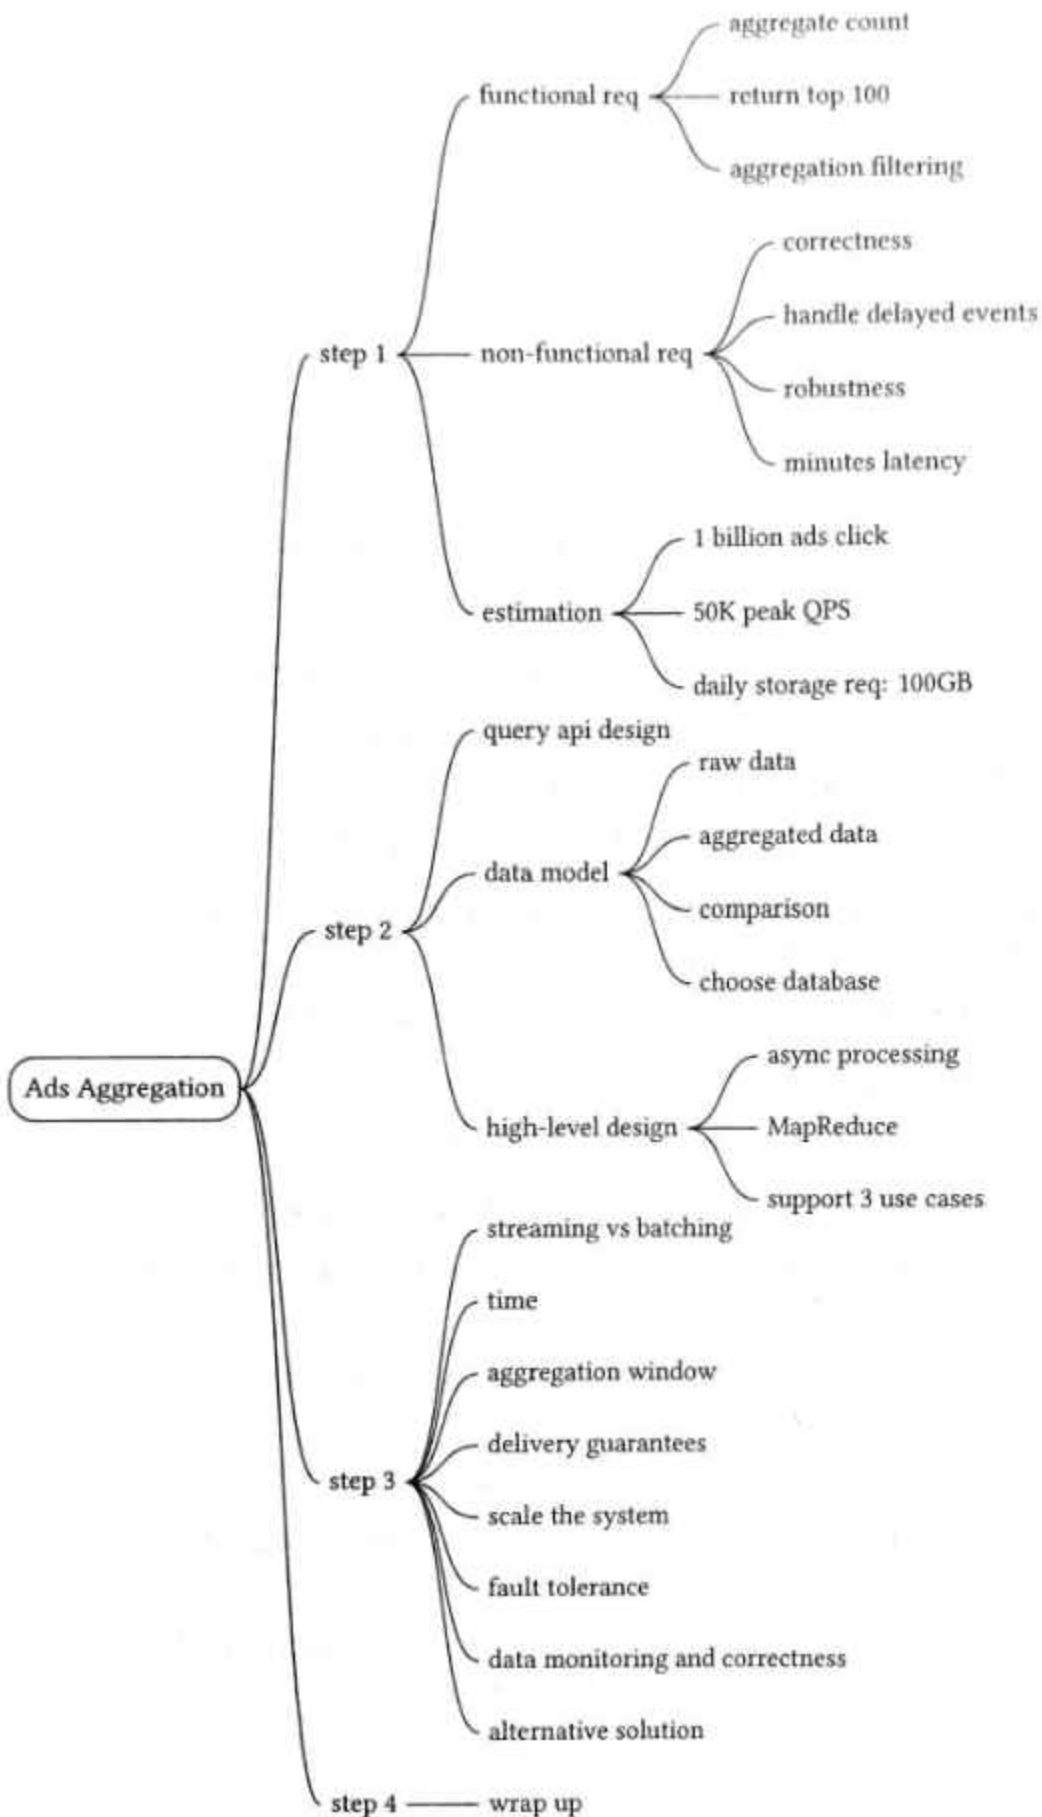 aggregate count
functional req
return top 100
aggregation filtering
correctness
handle delayed events
step 1
non-functional req
robustness
minutes latency
1 billion ads click
estimation
50K peak QPS
daily storage req: 100GB
query api design
raw data
aggregated data
data model
comparison
step 2
choose database
async processing
Ads Aggregation
high-level design
MapReduce
support 3 use cases
streaming vs batching
time
aggregation window
delivery guarantees
step 3
scale the system
fault tolerance
data monitoring and correctness
alternative solution
step 4
wrap up